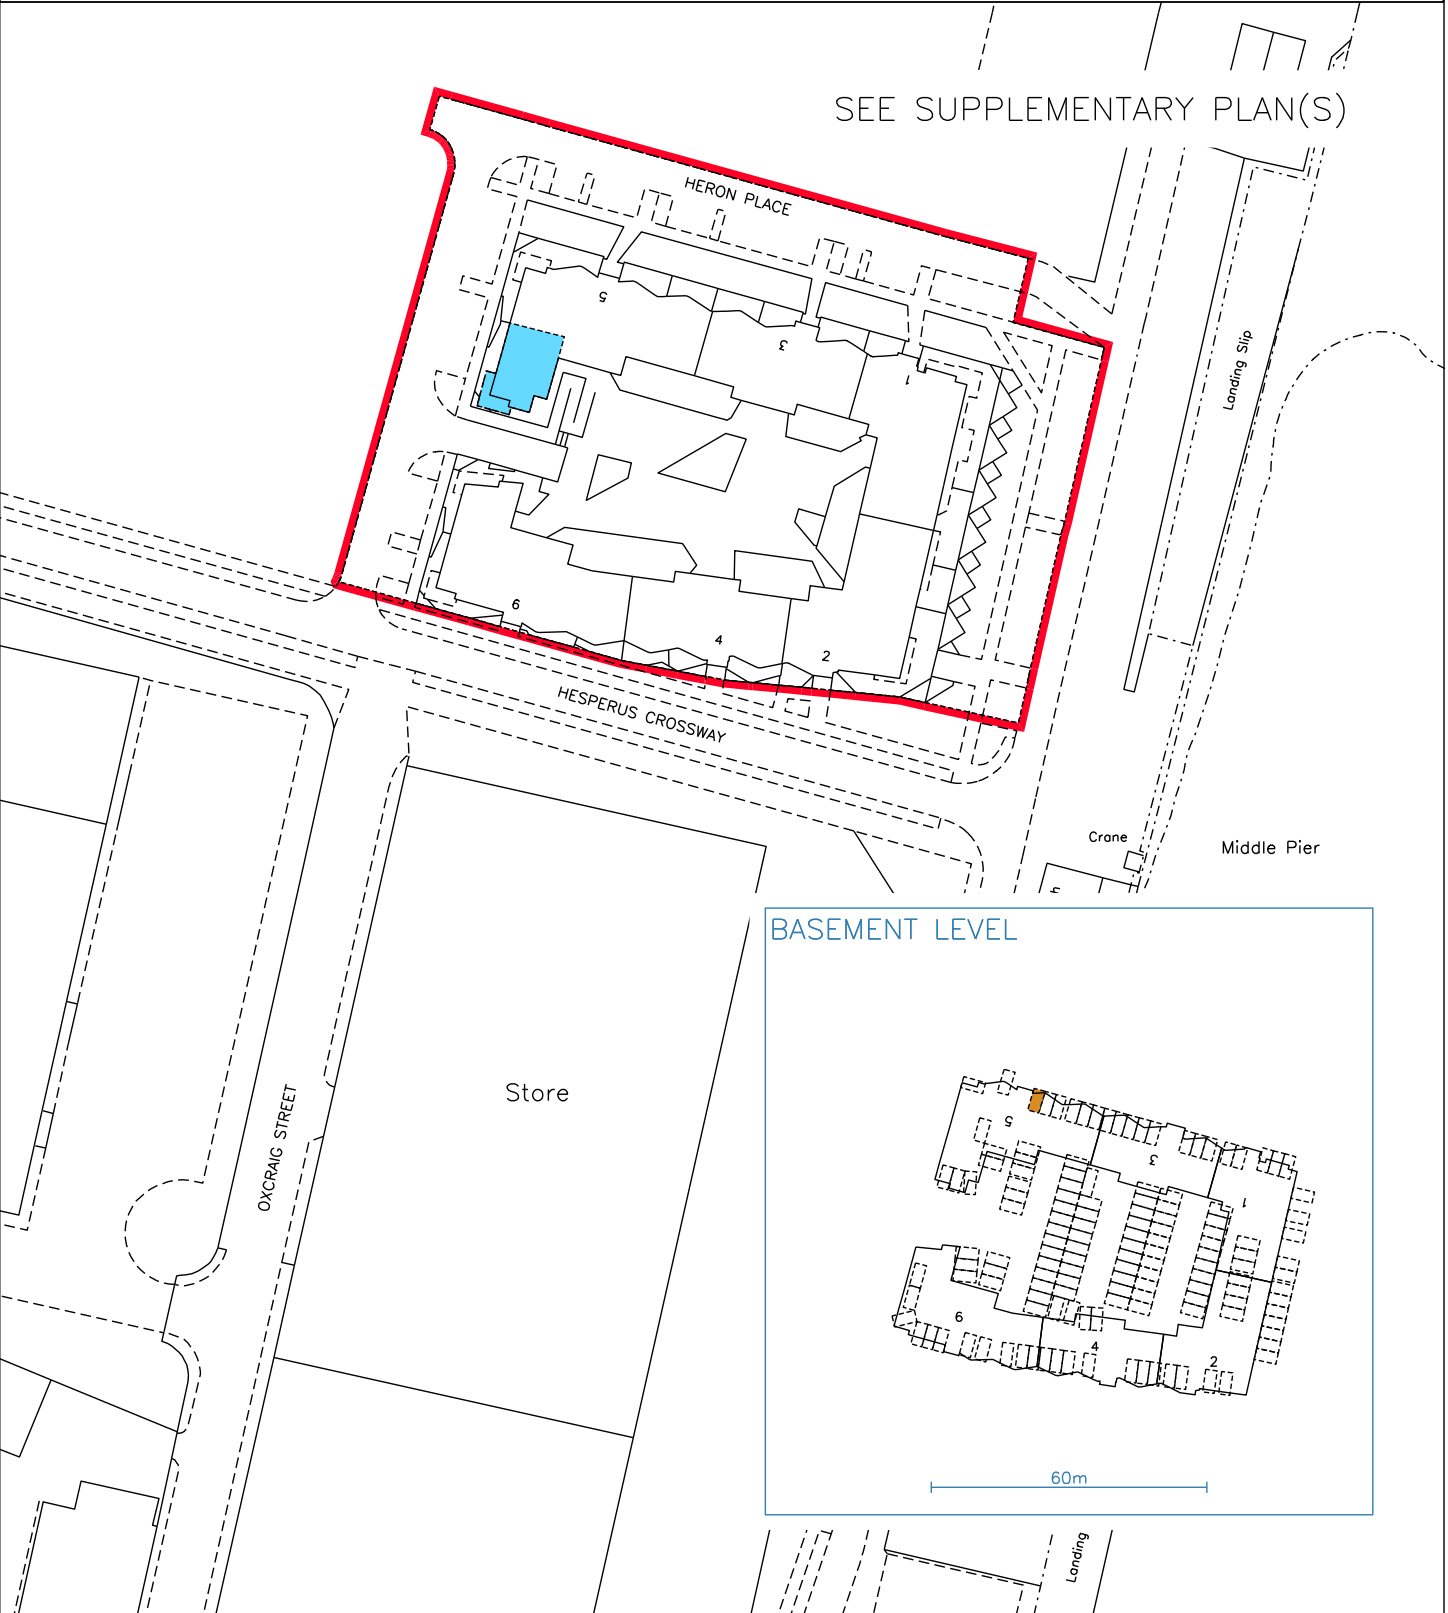 SEE SUPPLEMENTARY PLAN(S)
HERON PLACE
5
3
1
Landing Slip
6
4
2
HESPERUS CROSSWAY
Crane
Middle Pier
BASEMENT LEVEL
Store
OXCRAIG STREET
5
3
1
6
4
2
60m
Landing